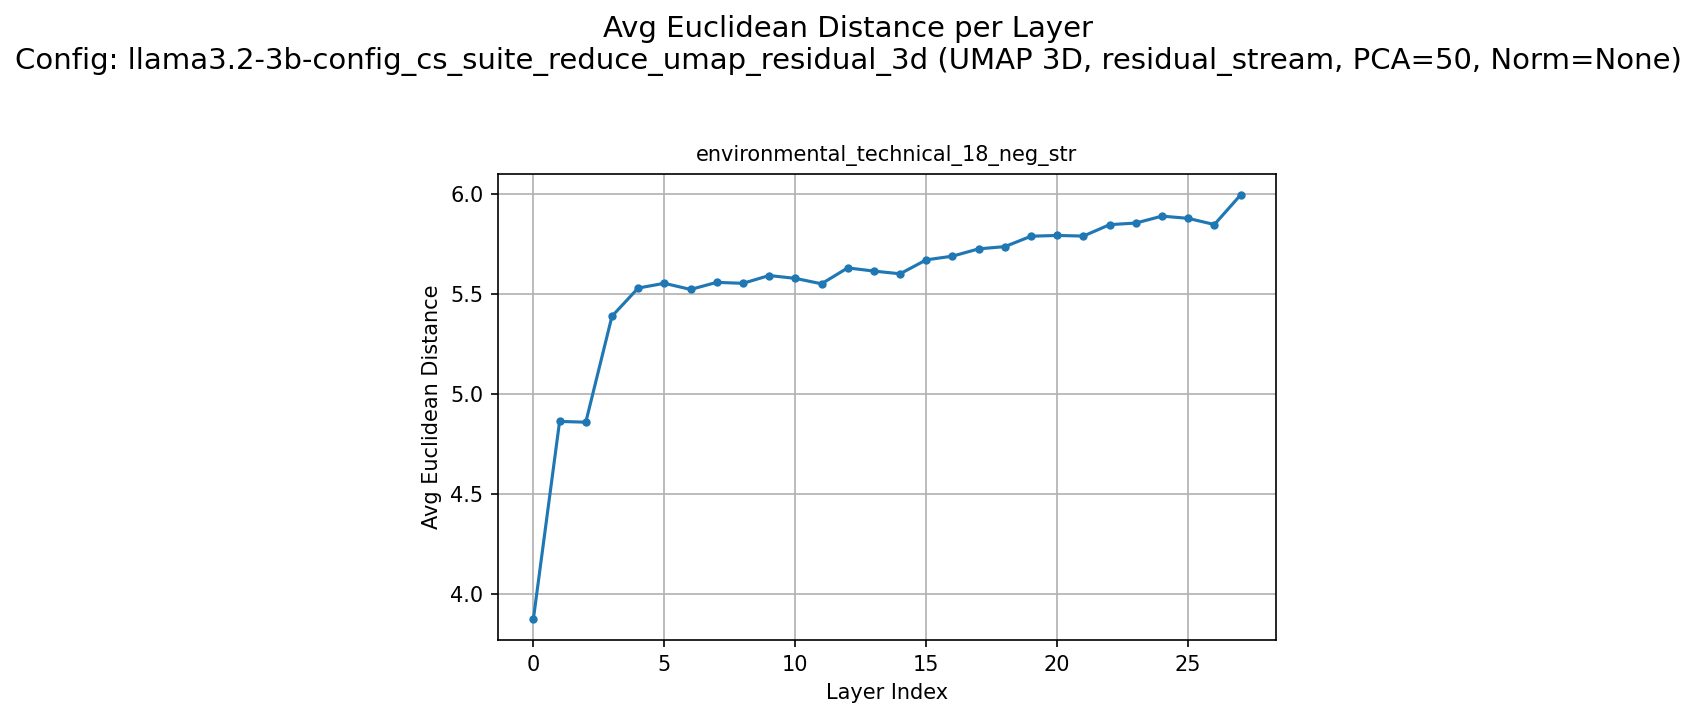 Avg Euclidean Distance per Layer
Config: llama3.2-3b-config_cs_suite_reduce_umap_residual_3d (UMAP 3D, residual_stream, PCA=50, Norm=None)
environmental_technical_18_neg_str
Avg Euclidean Distance
6.0
5.5
5.0
4.5
4.0
0 5 10 15 20 25
Layer Index